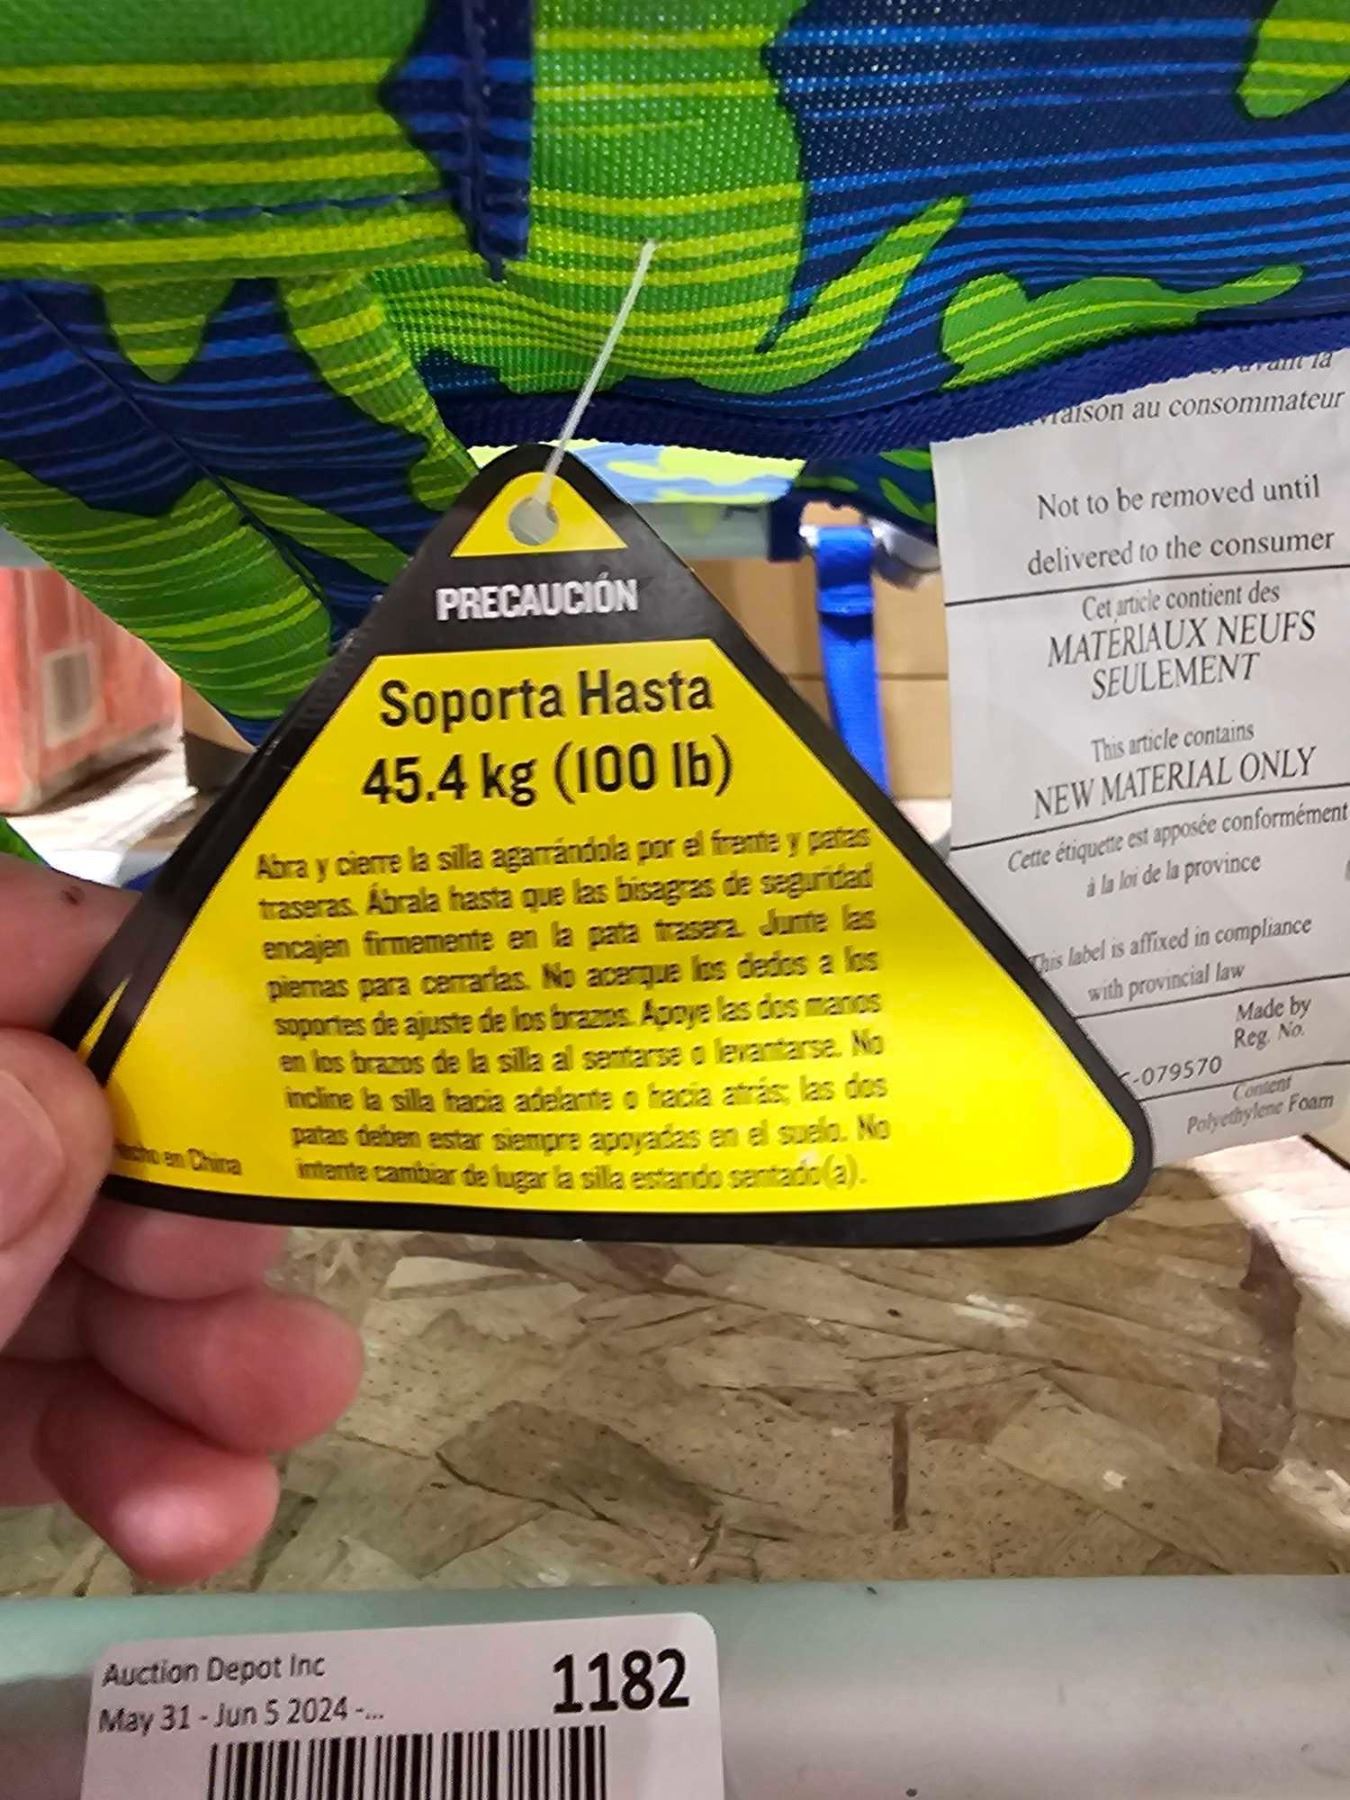 PRECAUCIÓN
Soporta Hasta
45.4 kg (100 lb)
Abra y cierre la silla agarrándola por el frente y patas
traseras. Ábrala hasta que las bisagras de seguridad
encajen firmemente en la pata trasera. Junte las
piernas para cerrarlas. No acerque los dedos a los
soportes de ajuste de los brazos. Apoye las dos manos
en los brazos de la silla al sentarse o levantarse. No
incline la silla hacia adelante o hacia atrás; las dos
patas deben estar siempre apoyadas en el suelo. No
intente cambiar de lugar la silla estando sentado(a).
en China
avant la
au consommateur
Not to be removed until
delivered to the consumer
Cet article contient des
MATÉRIAUX NEUFS
SEULEMENT
This article contains
NEW MATERIAL ONLY
Cette étiquette est apposée conformément
à la loi de la province
This label is affixed in compliance
with provincial law
Made by
Reg. No.
-079570
Content
Polyethylene Foam
Auction Depot Inc
May 31 - Jun 5 2024 -...
1182